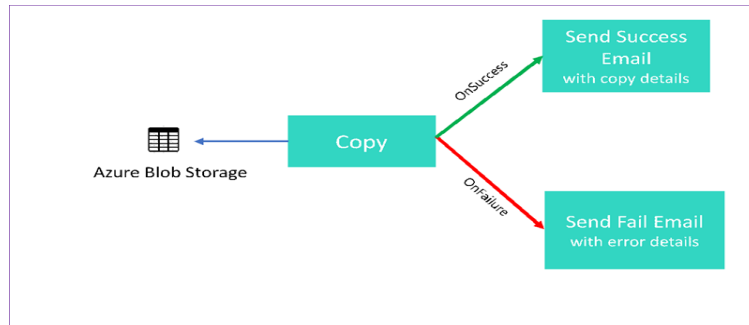 Send Success
Email
with copy details
OnSuccess
Copy
Azure Blob Storage
OnFailure
Send Fail Email
with error details